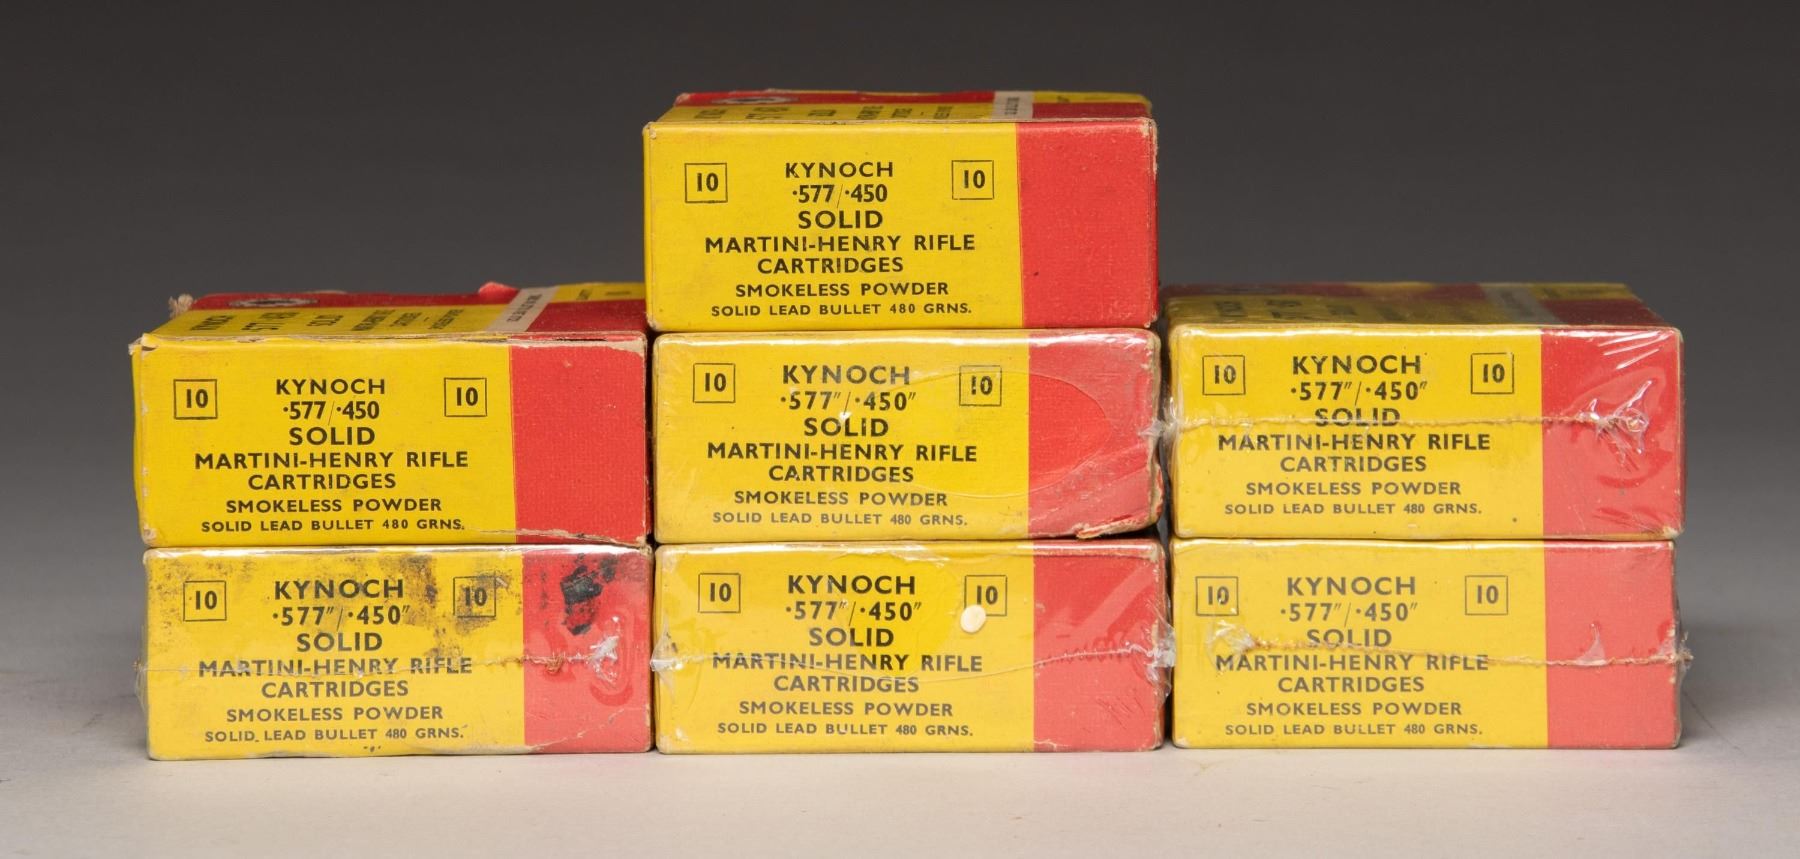 10 KYNOCH 10
·577/·450
SOLID
MARTINI-HENRY RIFLE
CARTRIDGES
SMOKELESS POWDER
SOLID LEAD BULLET 480 GRNS.
10 KYNOCH 10
·577/·450
SOLID
MARTINI-HENRY RIFLE
CARTRIDGES
SMOKELESS POWDER
SOLID LEAD BULLET 480 GRNS.
10 KYNOCH 10
·577"/·450"
SOLID
MARTINI-HENRY RIFLE
CARTRIDGES
SMOKELESS POWDER
SOLID LEAD BULLET 480 GRNS.
10 KYNOCH 10
·577"/·450"
SOLID
MARTINI-HENRY RIFLE
CARTRIDGES
SMOKELESS POWDER
SOLID LEAD BULLET 480 GRNS.
10 KYNOCH 10
·577"/·450"
SOLID
MARTINI-HENRY RIFLE
CARTRIDGES
SMOKELESS POWDER
SOLID LEAD BULLET 480 GRNS.
10 KYNOCH 10
·577"/·450"
SOLID
MARTINI-HENRY RIFLE
CARTRIDGES
SMOKELESS POWDER
SOLID LEAD BULLET 480 GRNS.
10 KYNOCH 10
·577"/·450"
SOLID
MARTINI-HENRY RIFLE
CARTRIDGES
SMOKELESS POWDER
SOLID LEAD BULLET 480 GRNS.